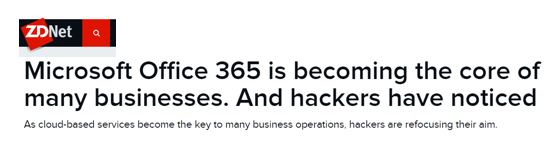 ZDNet
Microsoft Office 365 is becoming the core of
many businesses. And hackers have noticed
As cloud-based services become the key to many business operations, hackers are refocusing their aim.